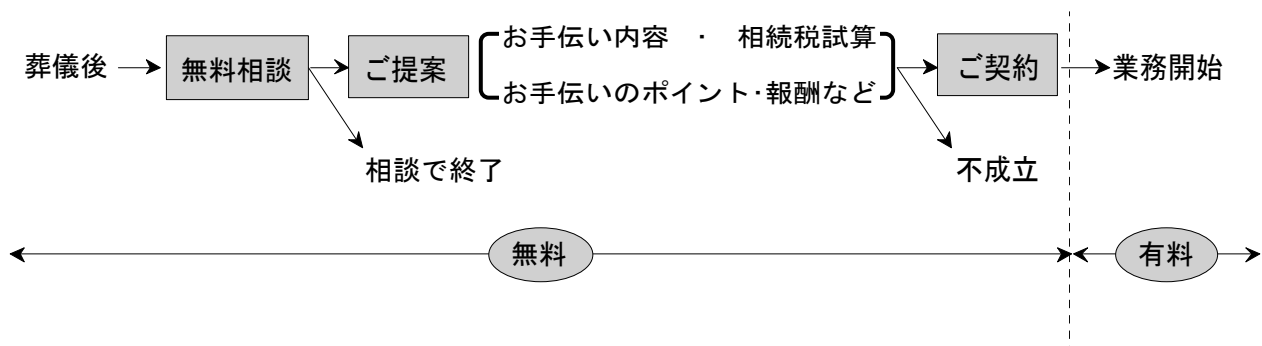 お手伝い内容 ・ 相続税試算
葬儀後 無料相談 ご提案 ご契約 業務開始
お手伝いのポイント・報酬など
相談で終了 不成立
無料 有料